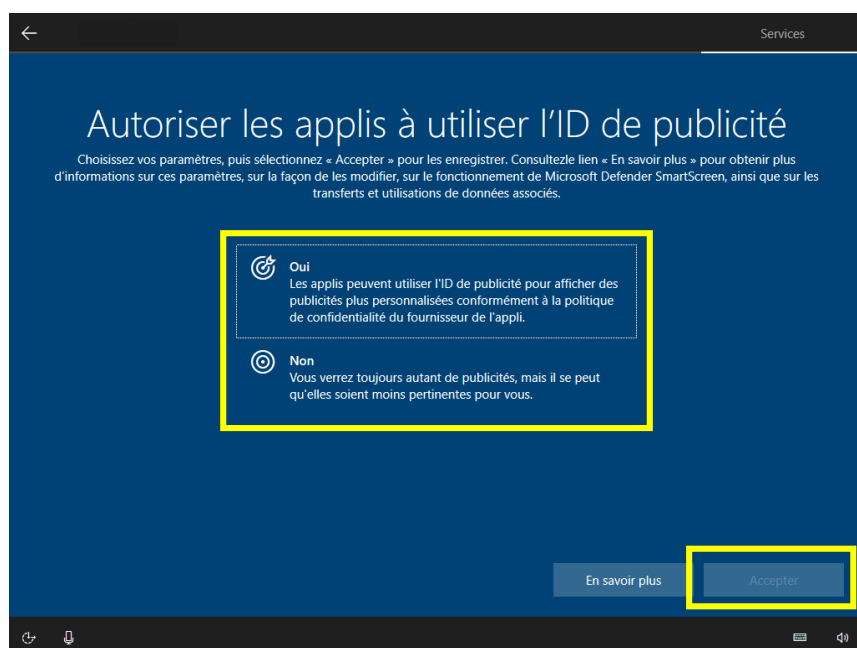 Services
Autoriser les applis à utiliser l’ID de publicité
Choisissez vos paramètres, puis sélectionnez « Accepter » pour les enregistrer. Consultezle lien « En savoir plus » pour obtenir plus
d’informations sur ces paramètres, sur la façon de les modifier, sur le fonctionnement de Microsoft Defender SmartScreen, ainsi que sur les
transferts et utilisations de données associés.
Oui
Les applis peuvent utiliser l'ID de publicité pour afficher des
publicités plus personnalisées conformément à la politique
de confidentialité du fournisseur de l'appli.
Non
Vous verrez toujours autant de publicités, mais il se peut
qu'elles soient moins pertinentes pour vous.
En savoir plus
Accepter